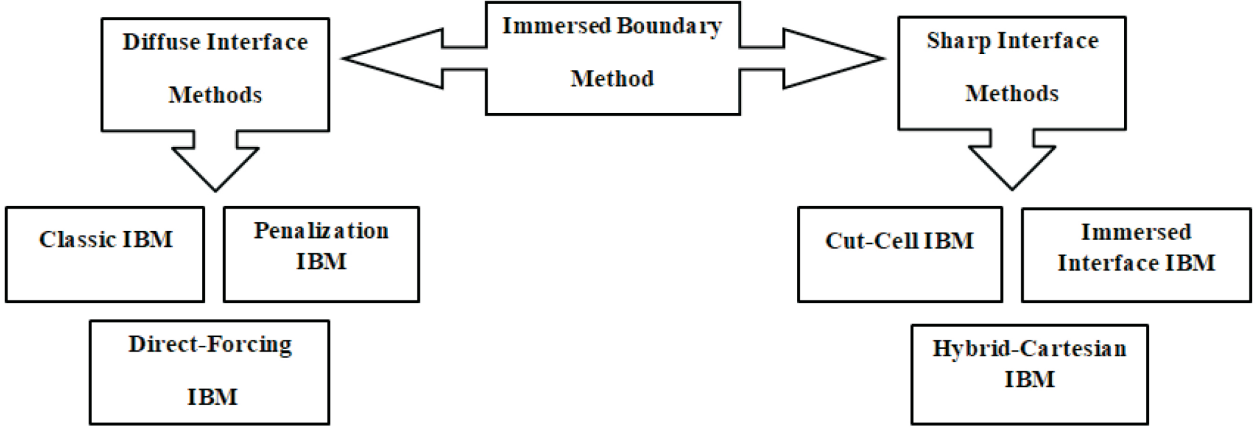 Immersed Boundary
Method
Diffuse Interface
Methods
Sharp Interface
Methods
Classic IBM
Penalization
IBM
Direct-Forcing
IBM
Cut-Cell IBM
Immersed
Interface IBM
Hybrid-Cartesian
IBM